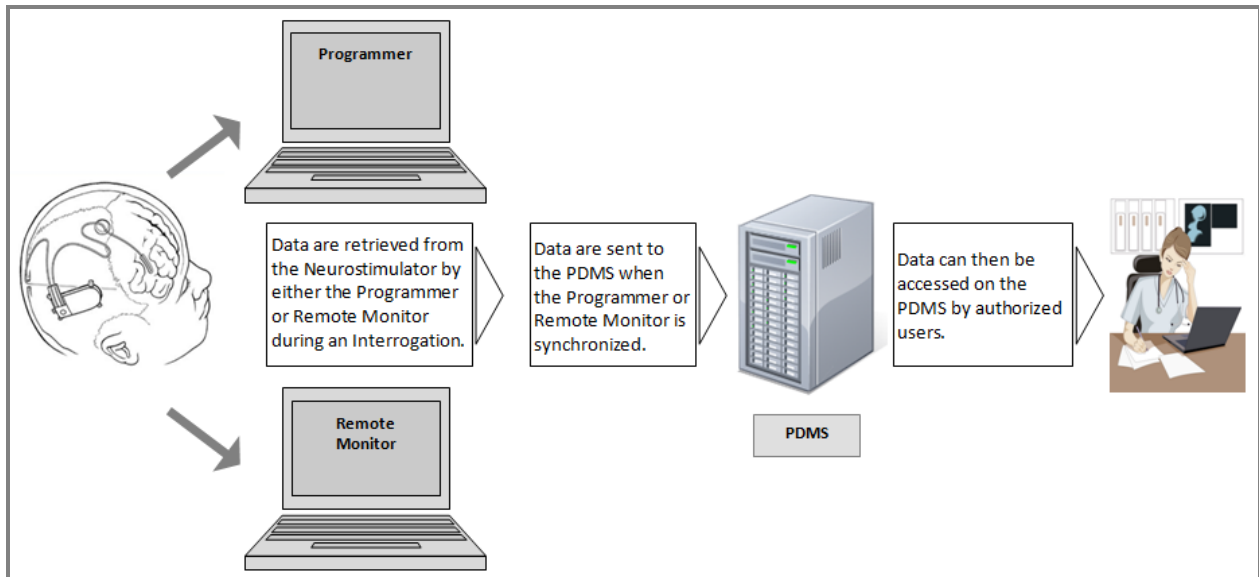 Programmer
Data are retrieved from
the Neurostimulator by
either the Programmer
or Remote Monitor
during an Interrogation.
Data are sent to
the PDMS when
the Programmer or
Remote Monitor is
synchronized.
Data can then be
accessed on the
PDMS by authorized
users.
Remote
Monitor
PDMS